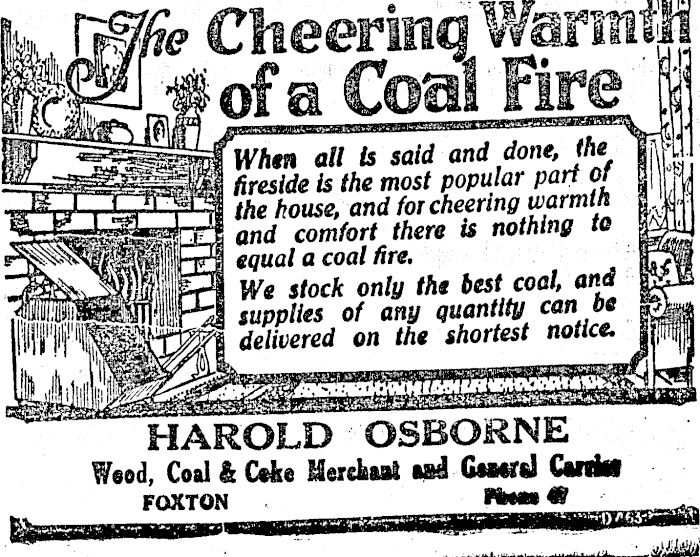 The Cheering Warmth
of a Coal Fire
When all is said and done, the
fireside is the most popular part of
the house, and for cheering warmth
and comfort there is nothing to
equal a coal fire.
We stock only the best coal, and
supplies of any quantity can be
delivered on the shortest notice.
HAROLD OSBORNE
Wood, Coal & Coke Merchant and General Carrier
FOXTON
Phone